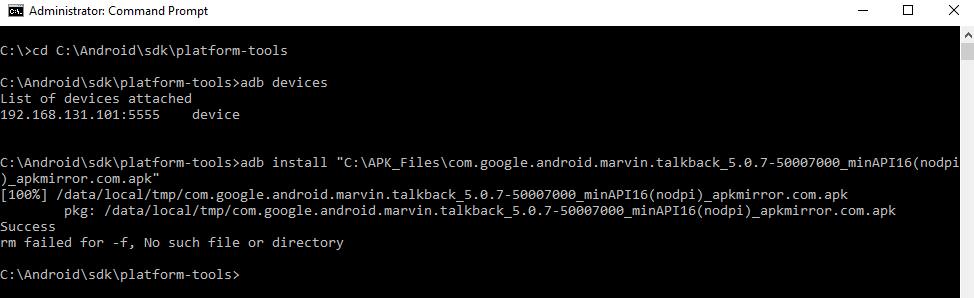 Administrator: Command Prompt
C:\>cd C:\Android\sdk\platform-tools
C:\Android\sdk\platform-tools>adb devices
List of devices attached
192.168.131.101:5555    device
C:\Android\sdk\platform-tools>adb install "C:\APK_Files\com.google.android.marvin.talkback_5.0.7-50007000_minAPI16(nodpi
)_apkmirror.com.apk"
[100%] /data/local/tmp/com.google.android.marvin.talkback_5.0.7-50007000_minAPI16(nodpi)_apkmirror.com.apk
        pkg: /data/local/tmp/com.google.android.marvin.talkback_5.0.7-50007000_minAPI16(nodpi)_apkmirror.com.apk
Success
rm failed for -f, No such file or directory
C:\Android\sdk\platform-tools>